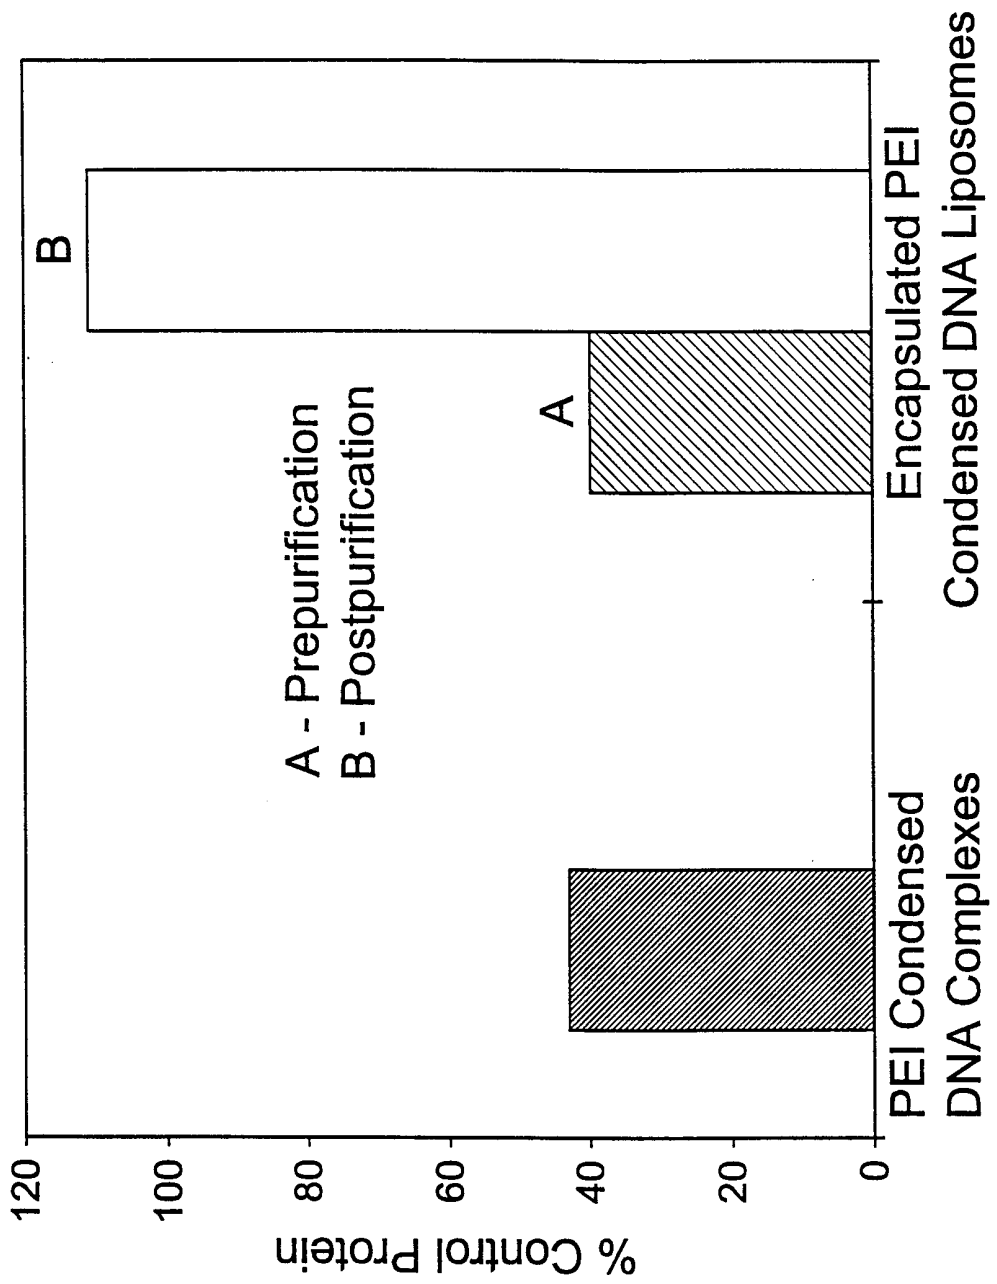 % Control Protein
120
100
80
60
40
20
0
A - Prepurification
B - Postpurification
A
B
PEI Condensed
DNA Complexes
Encapsulated PEI
Condensed DNA Liposomes